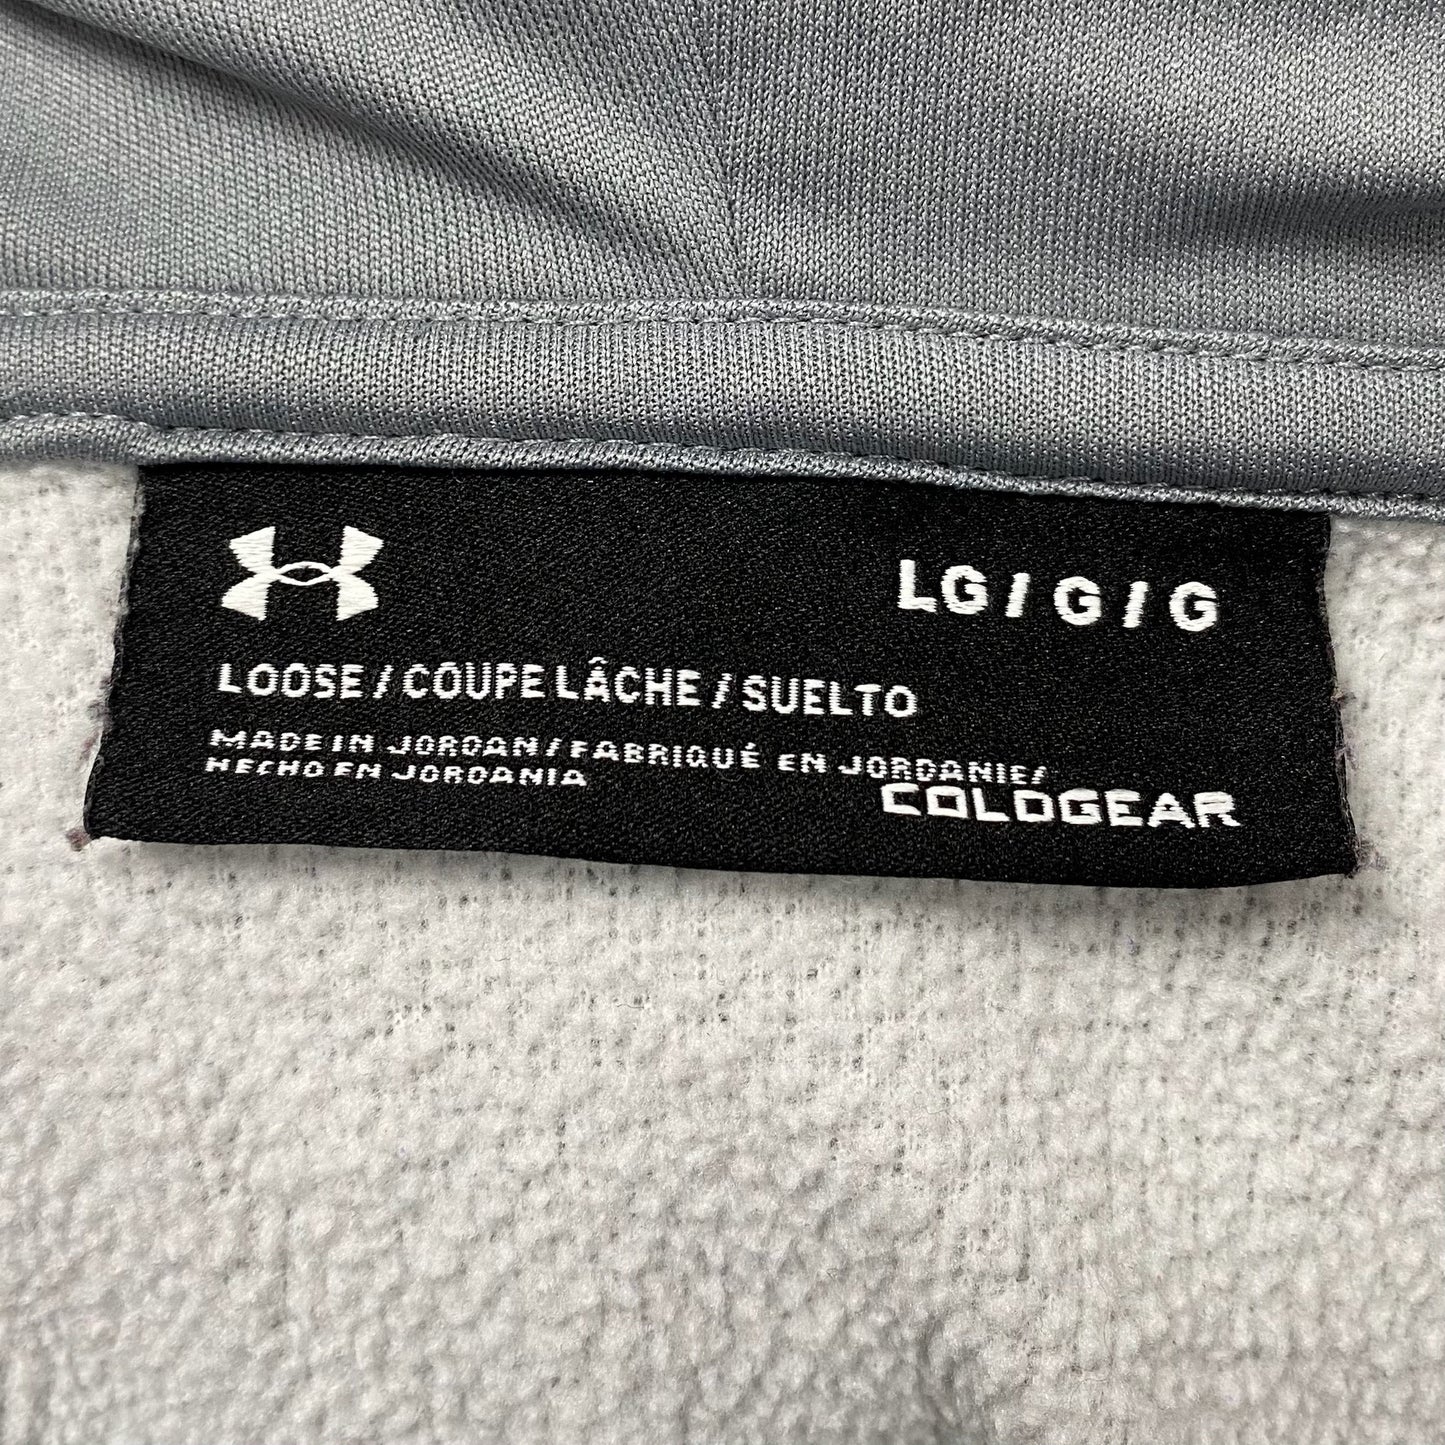 LG / G / G
LOOSE / COUPE LÂCHE / SUELTO
MADE IN JORDAN / FABRIQUÉ EN JORDANIE/
HECHO EN JORDANIA
COLDGEAR